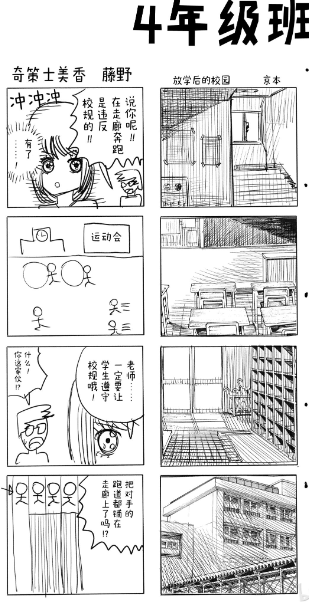 4年级班
奇策士美香 藤野
冲冲冲
说你呢!!
在走廊奔跑
是违反
校规的!!
有了
……!
运动会
老师……
一定要让
学生遵守
校规哦!
什么!
你这家伙!?
把对手的
跑道都铺在
走廊上了吗!?
放学后的校园 京本